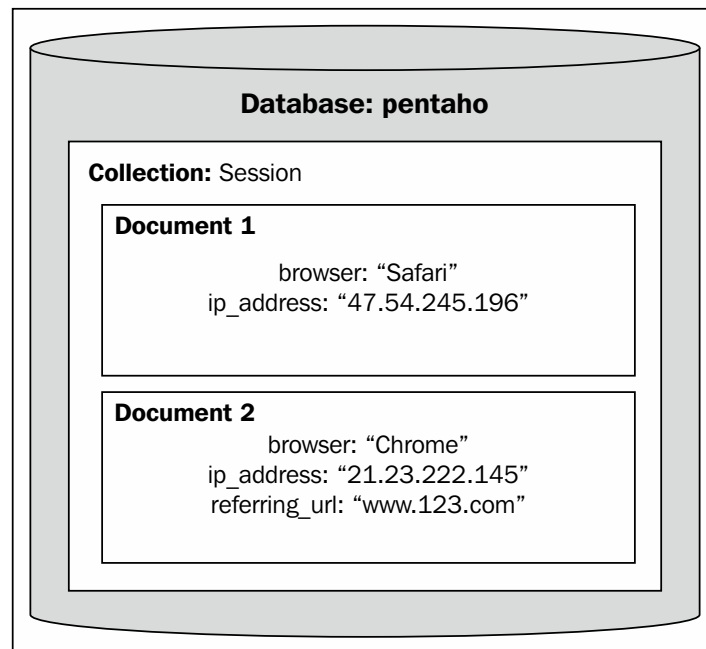 Database: pentaho
Collection: Session
Document 1
browser: “Safari”
ip_address: “47.54.245.196”
Document 2
browser: “Chrome”
ip_address: “21.23.222.145”
referring_url: “www.123.com”